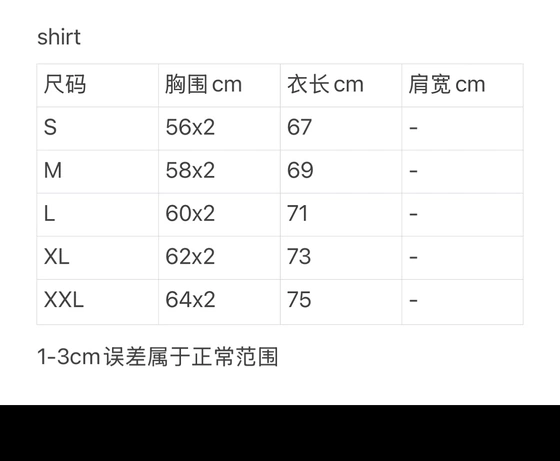 shirt
尺码 胸围cm 衣长cm 肩宽cm
S 56x2 67 -
M 58x2 69 -
L 60x2 71 -
XL 62x2 73 -
XXL 64x2 75 -
1-3cm误差属于正常范围